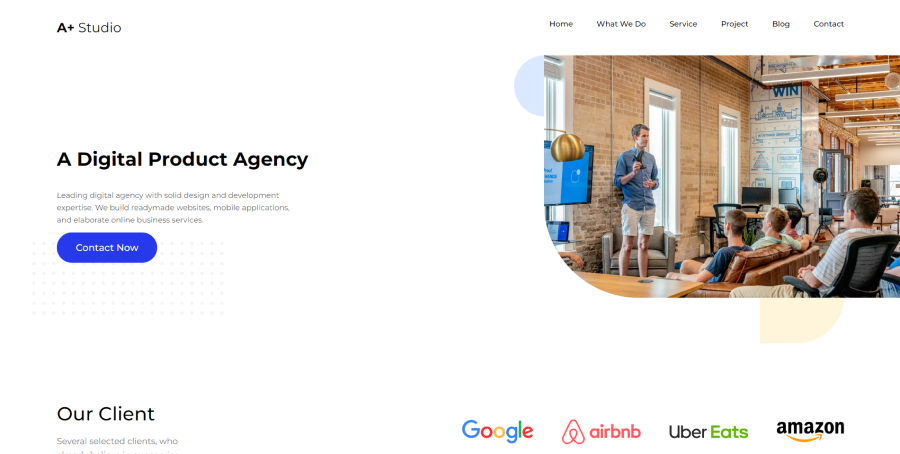 A+ Studio
Home What We Do Service Project Blog Contact
WIN
A Digital Product Agency
Leading digital agency with solid design and development
expertise. We build readymade websites, mobile applications,
and elaborate online business services.
Contact Now
Our Client
Google airbnb Uber Eats amazon
Several selected clients, who